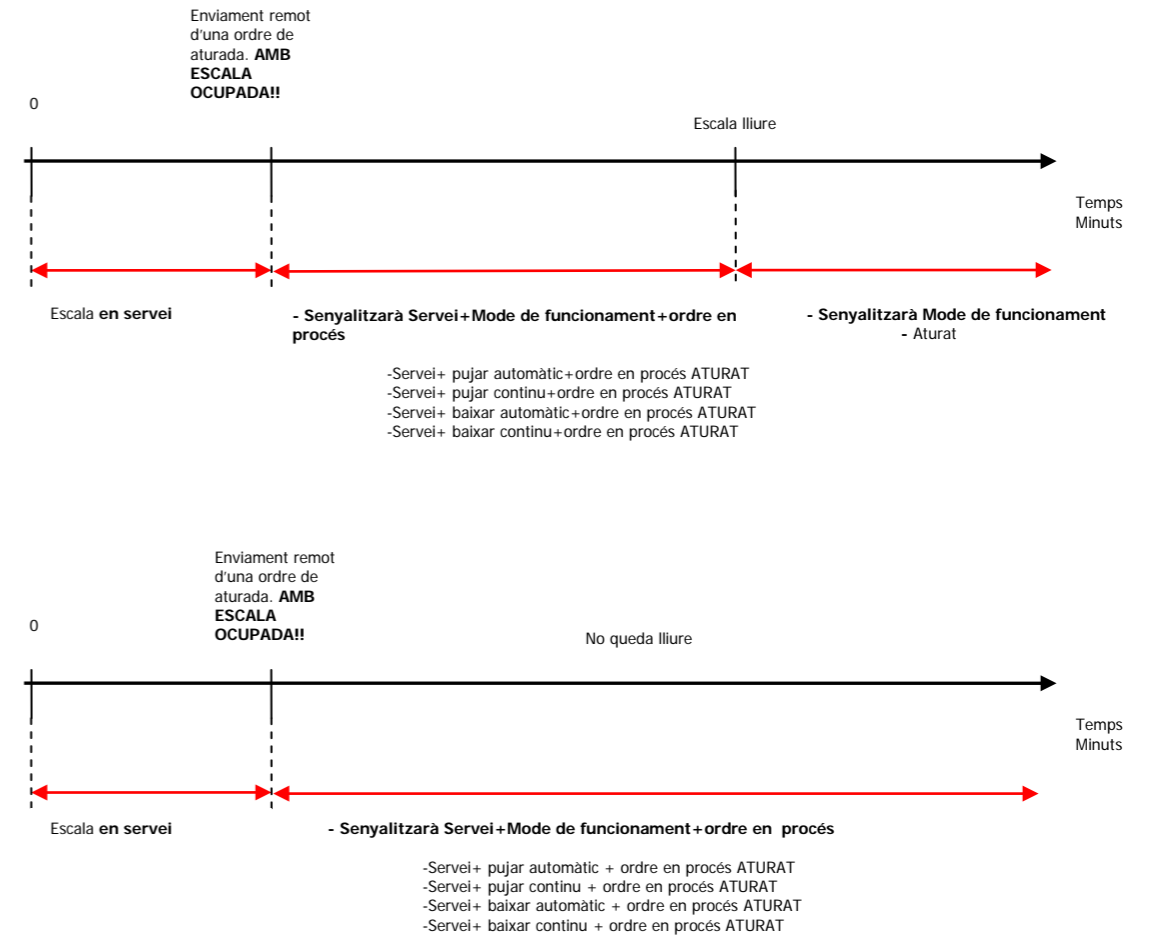 Enviament remot
d'una ordre de
aturada. AMB
ESCALA
OCUPADA!!
0
Escala lliure
Temps
Minuts
Escala en servei
- Senyalitzarà Servei+Mode de funcionament+ordre en
procés
- Senyalitzarà Mode de funcionament
- Aturat
-Servei+ pujar automàtic+ordre en procés ATURAT
-Servei+ pujar continu+ordre en procés ATURAT
-Servei+ baixar automàtic+ordre en procés ATURAT
-Servei+ baixar continu+ordre en procés ATURAT
Enviament remot
d'una ordre de
aturada. AMB
ESCALA
OCUPADA!!
0
No queda lliure
Temps
Minuts
Escala en servei
- Senyalitzarà Servei+Mode de funcionament+ordre en  procés
-Servei+ pujar automàtic + ordre en procés ATURAT
-Servei+ pujar continu + ordre en procés ATURAT
-Servei+ baixar automàtic + ordre en procés ATURAT
-Servei+ baixar continu + ordre en procés ATURAT